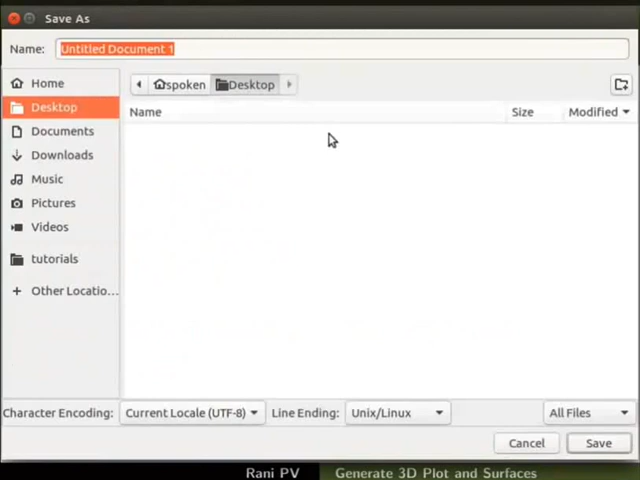 Save As
Name: Untitled Document 1
spoken Desktop
Name Size Modified
Home
Desktop
Documents
Downloads
Music
Pictures
Videos
tutorials
Other Locatio...
Character Encoding: Current Locale (UTF-8) Line Ending: Unix/Linux All Files
Cancel Save
Rani PV Generate 3D Plot and Surfaces